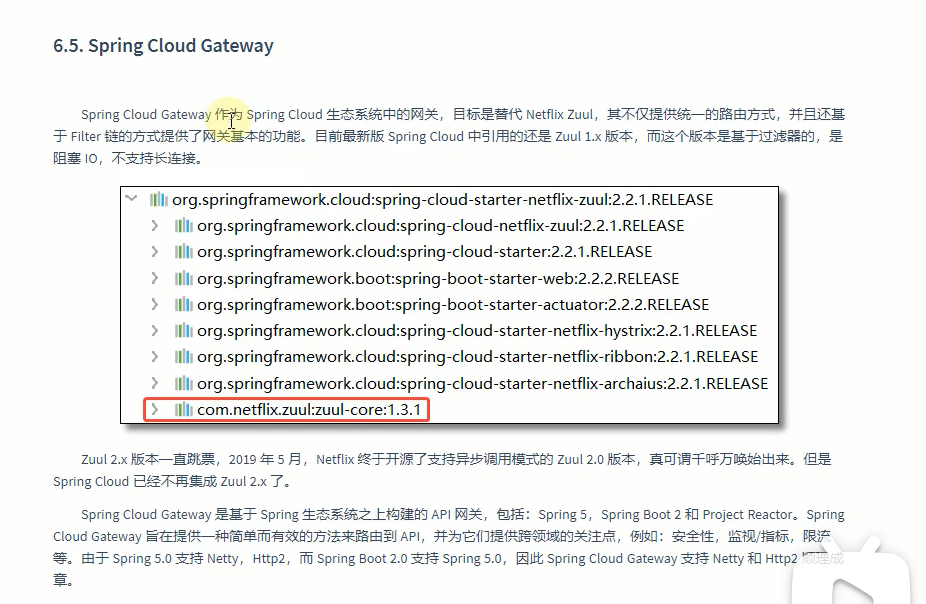 6.5. Spring Cloud Gateway
Spring Cloud Gateway 作为 Spring Cloud 生态系统中的网关，目标是替代 Netflix Zuul，其不仅提供统一的路由方式，并且还基
于 Filter 链的方式提供了网关基本的功能。目前最新版 Spring Cloud 中引用的还是 Zuul 1.x 版本，而这个版本是基于过滤器的，是
阻塞 IO，不支持长连接。
org.springframework.cloud:spring-cloud-starter-netflix-zuul:2.2.1.RELEASE
org.springframework.cloud:spring-cloud-netflix-zuul:2.2.1.RELEASE
org.springframework.cloud:spring-cloud-starter:2.2.1.RELEASE
org.springframework.boot:spring-boot-starter-web:2.2.2.RELEASE
org.springframework.boot:spring-boot-starter-actuator:2.2.2.RELEASE
org.springframework.cloud:spring-cloud-starter-netflix-hystrix:2.2.1.RELEASE
org.springframework.cloud:spring-cloud-starter-netflix-ribbon:2.2.1.RELEASE
org.springframework.cloud:spring-cloud-starter-netflix-archaius:2.2.1.RELEASE
com.netflix.zuul:zuul-core:1.3.1
Zuul 2.x 版本一直跳票，2019 年 5 月，Netflix 终于开源了支持异步调用模式的 Zuul 2.0 版本，真可谓千呼万唤始出来。但是
Spring Cloud 已经不再集成 Zuul 2.x 了。
Spring Cloud Gateway 是基于 Spring 生态系统之上构建的 API 网关，包括：Spring 5，Spring Boot 2 和 Project Reactor。Spring
Cloud Gateway 旨在提供一种简单而有效的方法来路由到 API，并为它们提供跨领域的关注点，例如：安全性，监视/指标，限流
等。由于 Spring 5.0 支持 Netty，Http2，而 Spring Boot 2.0 支持 Spring 5.0，因此 Spring Cloud Gateway 支持 Netty 和 Http2 顺理成
章。